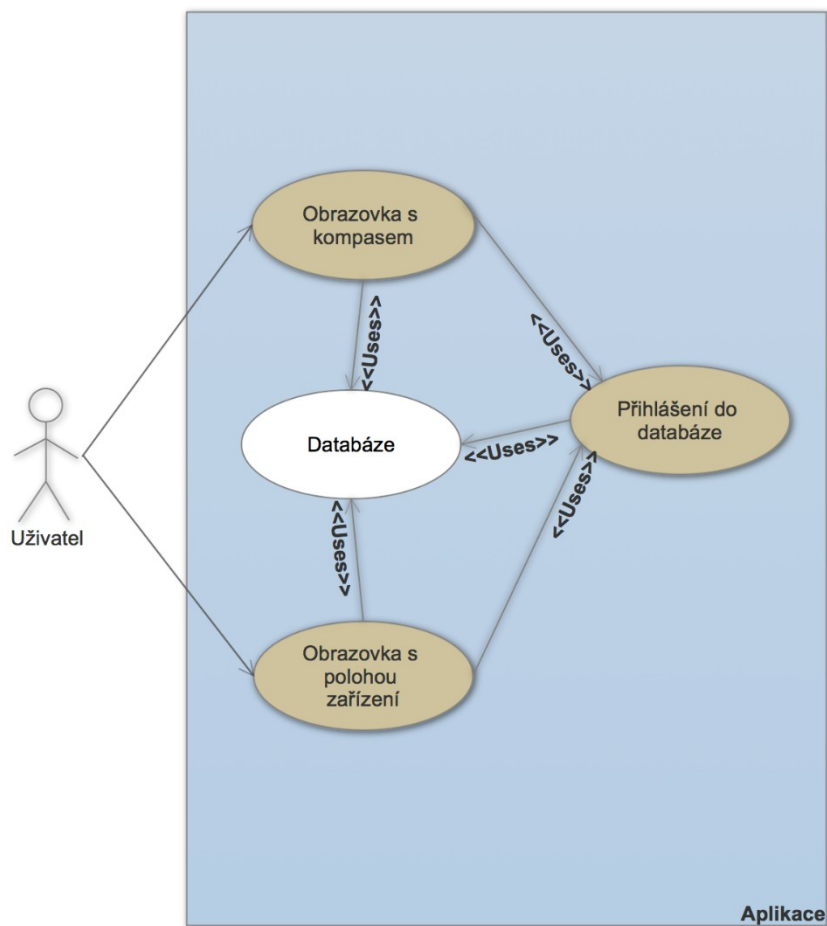 Obrazovka s
kompasem
<<Uses>>
<<Uses>>
Přihlášení do
databáze
Databáze
<<Uses>>
<<Uses>>
<<Uses>>
Uživatel
Obrazovka s
polohou
zařízení
Aplikace